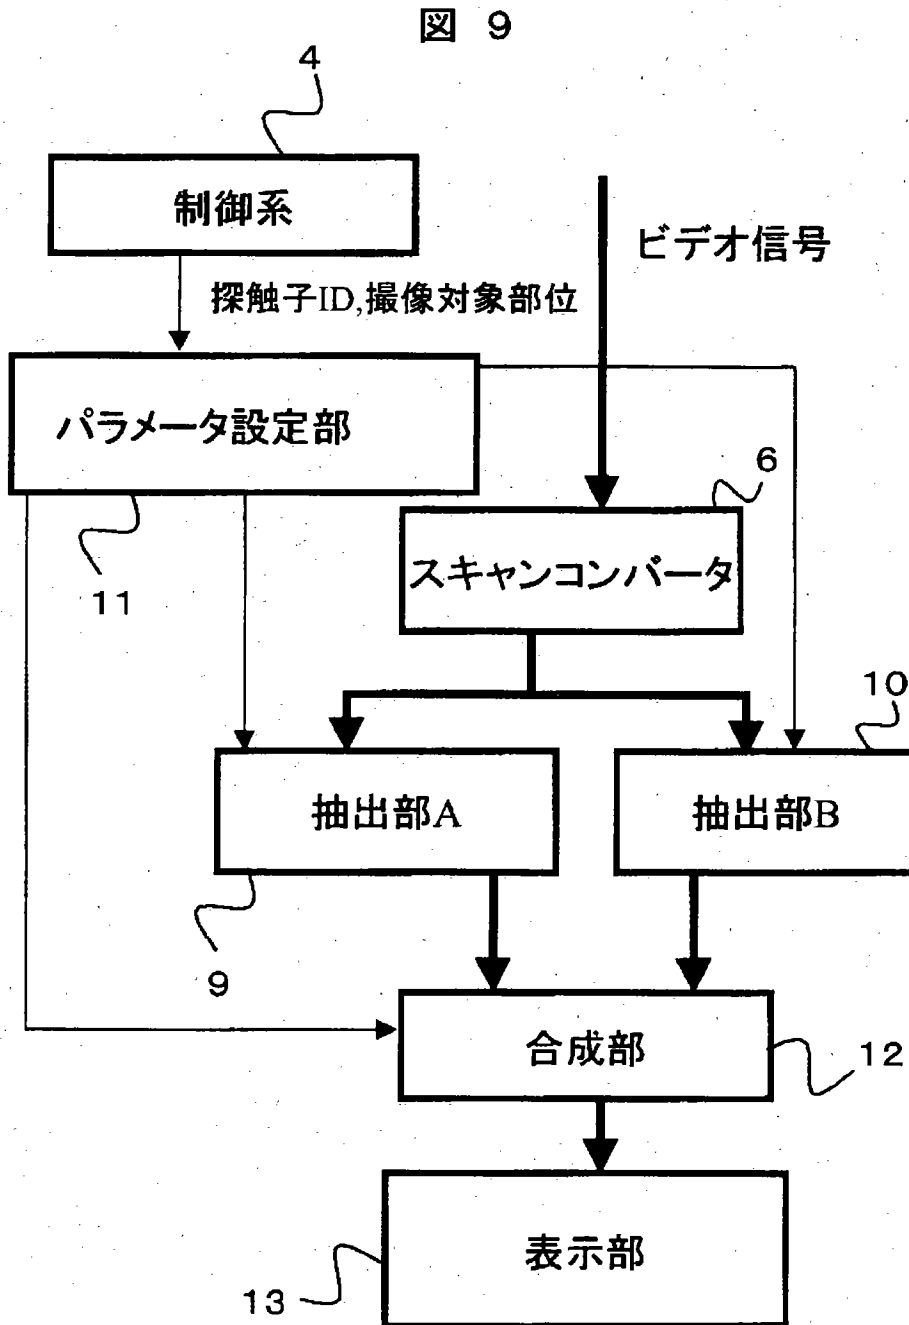 図 9
4
制御系
ビデオ信号
探触子ID,撮像対象部位
パラメータ設定部
6
11
スキャンコンバータ
10
抽出部A
抽出部B
9
合成部
12
表示部
13